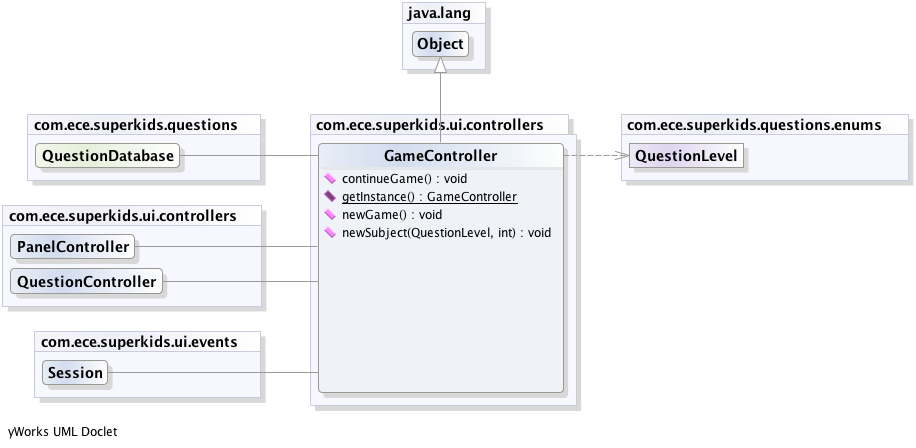 java.lang
Object
com.ece.superkids.questions
QuestionDatabase
com.ece.superkids.ui.controllers
PanelController
QuestionController
com.ece.superkids.ui.events
Session
com.ece.superkids.ui.controllers
GameController
continueGame() : void
getInstance() : GameController
newGame() : void
newSubject(QuestionLevel, int) : void
com.ece.superkids.questions.enums
QuestionLevel
yWorks UML Doclet